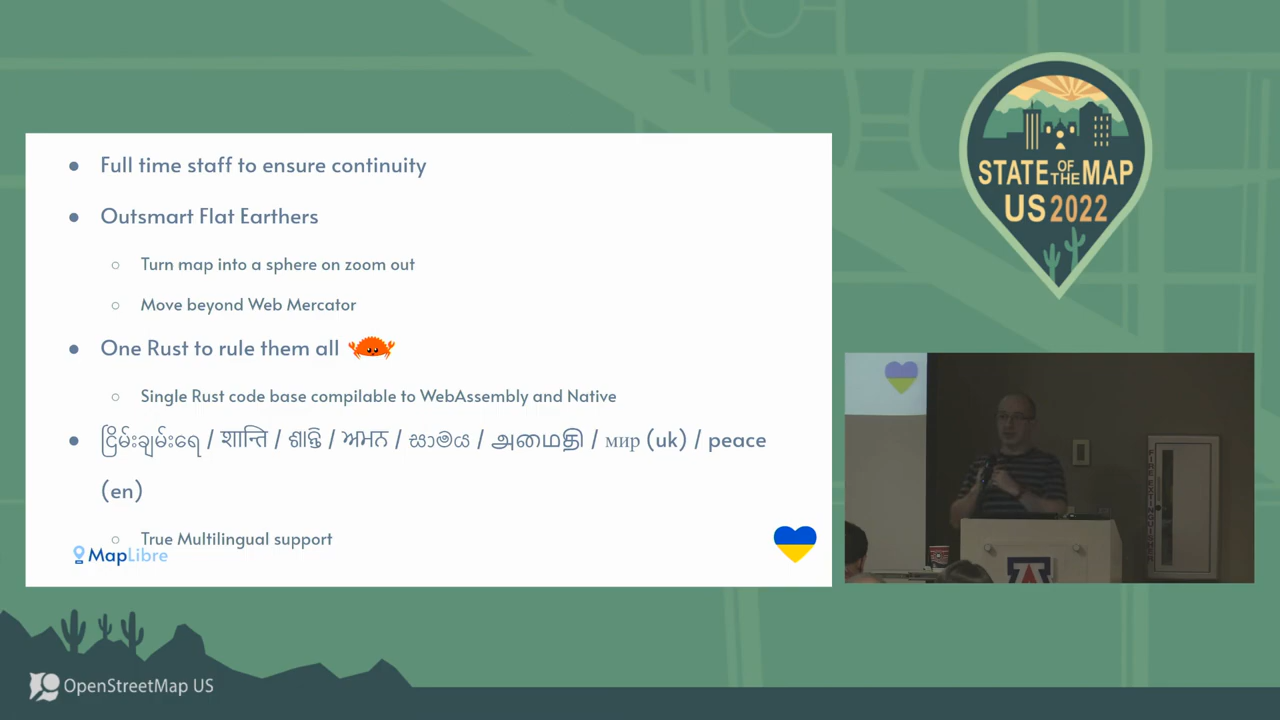 Full time staff to ensure continuity
Outsmart Flat Earthers
Turn map into a sphere on zoom out
Move beyond Web Mercator
One Rust to rule them all
Single Rust code base compilable to WebAssembly and Native
ငြိမ်းချမ်းရေ / शान्ति / ශාන්ති / ਅਮਨ / සාමය / அமைதி / мир (uk) / peace
(en)
True Multilingual support
MapLibre
STATE OF THE MAP
US 2022
OpenStreetMap US